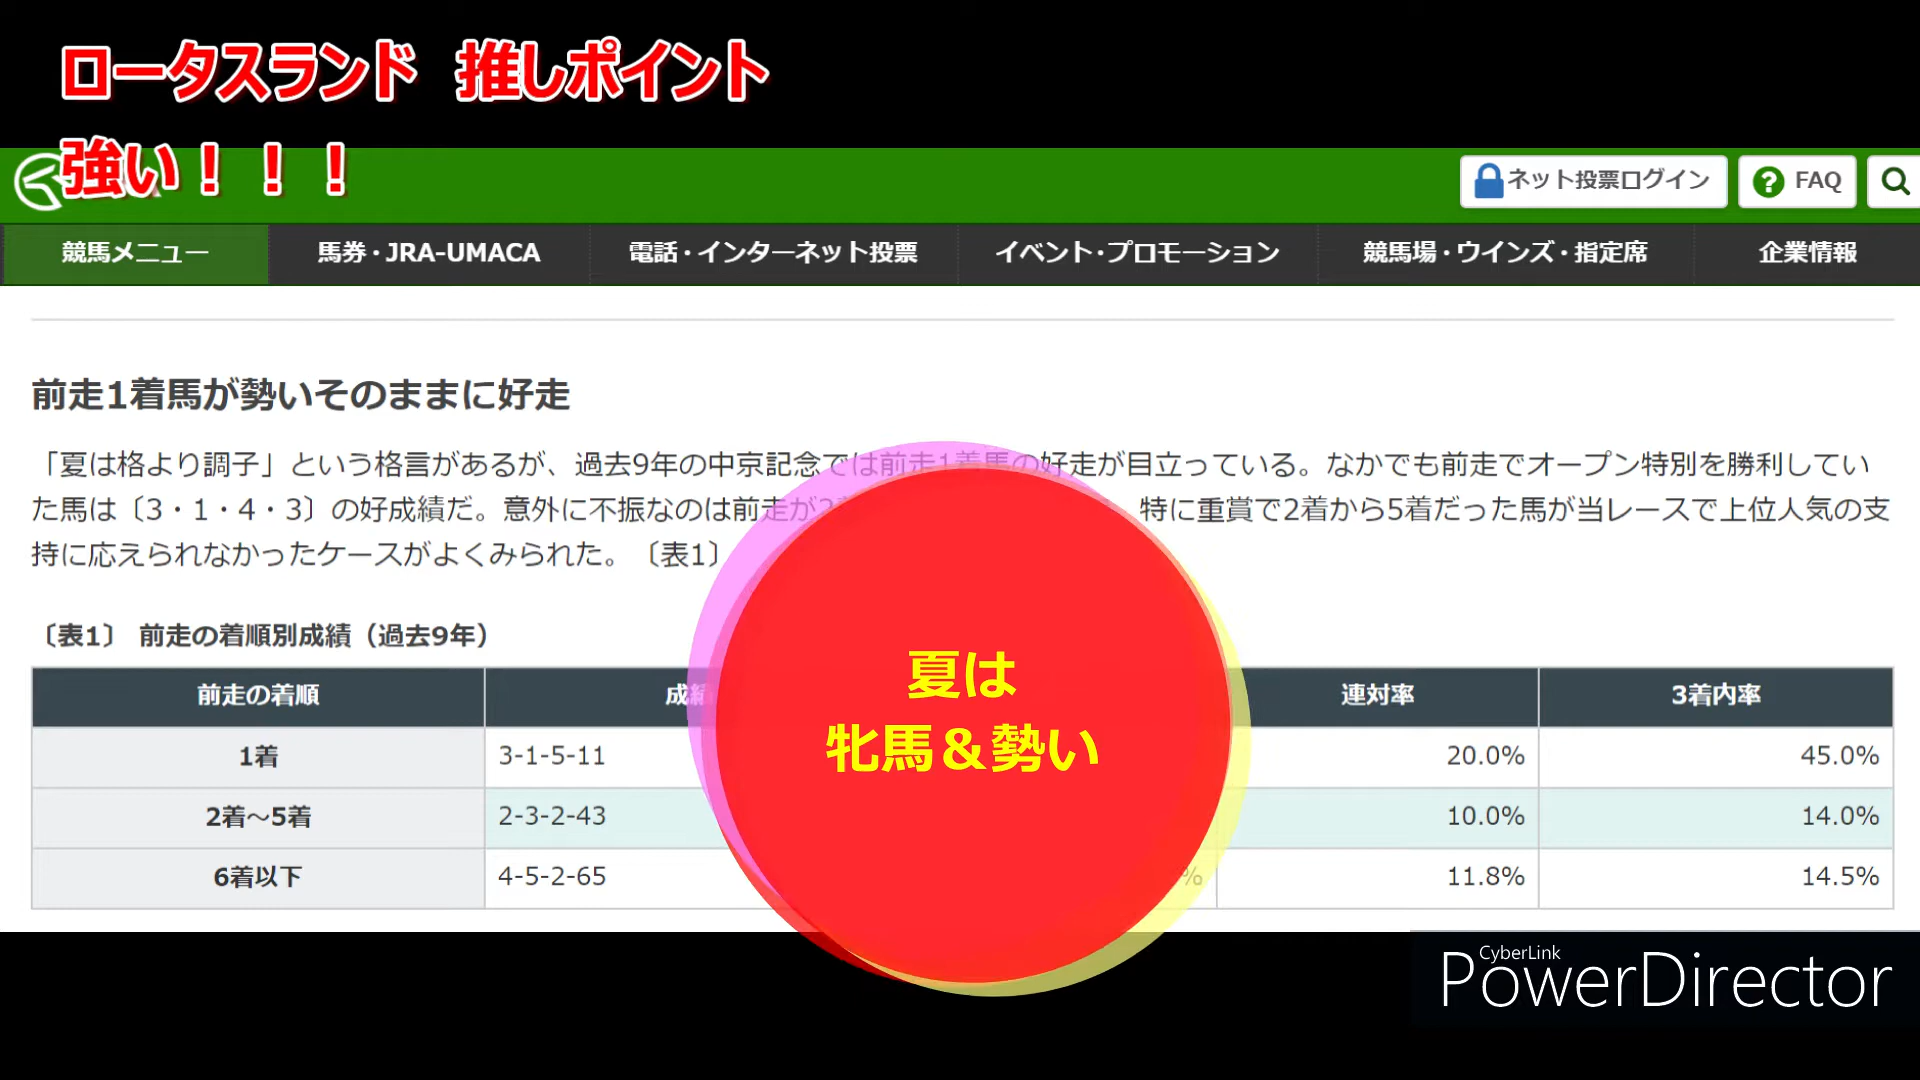 ロータスランド　推しポイント
強い！！！
ネット投票ログイン
FAQ
競馬メニュー
馬券・JRA-UMACA
電話・インターネット投票
イベント・プロモーション
競馬場・ウインズ・指定席
企業情報
前走1着馬が勢いそのままに好走
「夏は格より調子」という格言があるが、過去9年の中京記念では前走1着馬の好走が目立っている。なかでも前走でオープン特別を勝利してい
た馬は〔3・1・4・3〕の好成績だ。意外に不振なのは前走が2 特に重賞で2着から5着だった馬が当レースで上位人気の支
持に応えられなかったケースがよくみられた。〔表1〕
〔表1〕 前走の着順別成績（過去9年）
前走の着順 成績 連対率 3着内率
1着 3-1-5-11 20.0% 45.0%
2着～5着 2-3-2-43 10.0% 14.0%
6着以下 4-5-2-65 % 11.8% 14.5%
夏は
牝馬＆勢い
CyberLink
PowerDirector